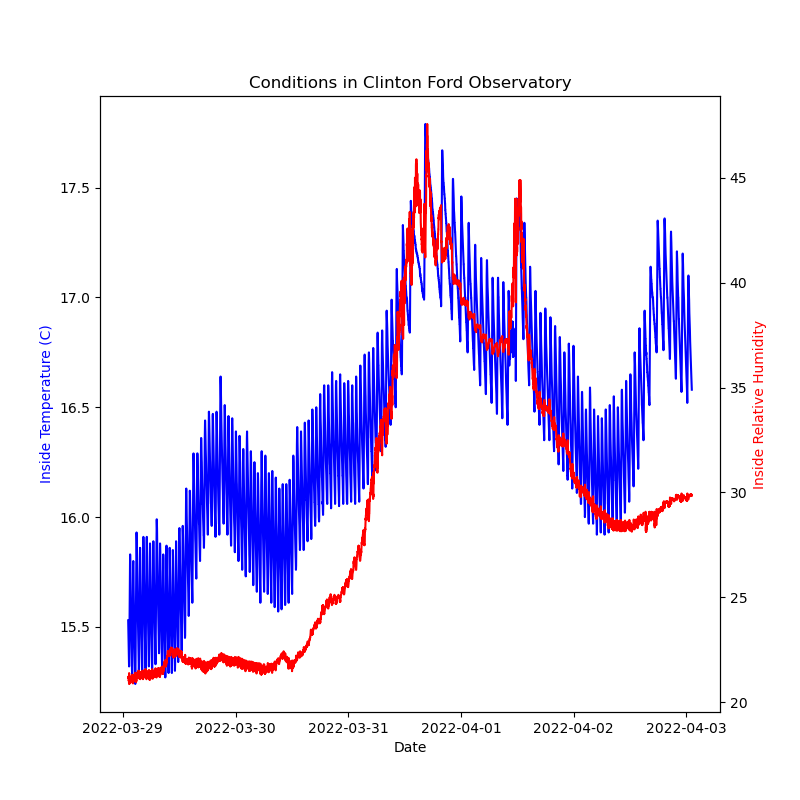 Conditions in Clinton Ford Observatory
Inside Temperature (C)
17.5
17.0
16.5
16.0
15.5
45
40
35
30
25
20
Inside Relative Humidity
2022-03-29 2022-03-30 2022-03-31 2022-04-01 2022-04-02 2022-04-03
Date